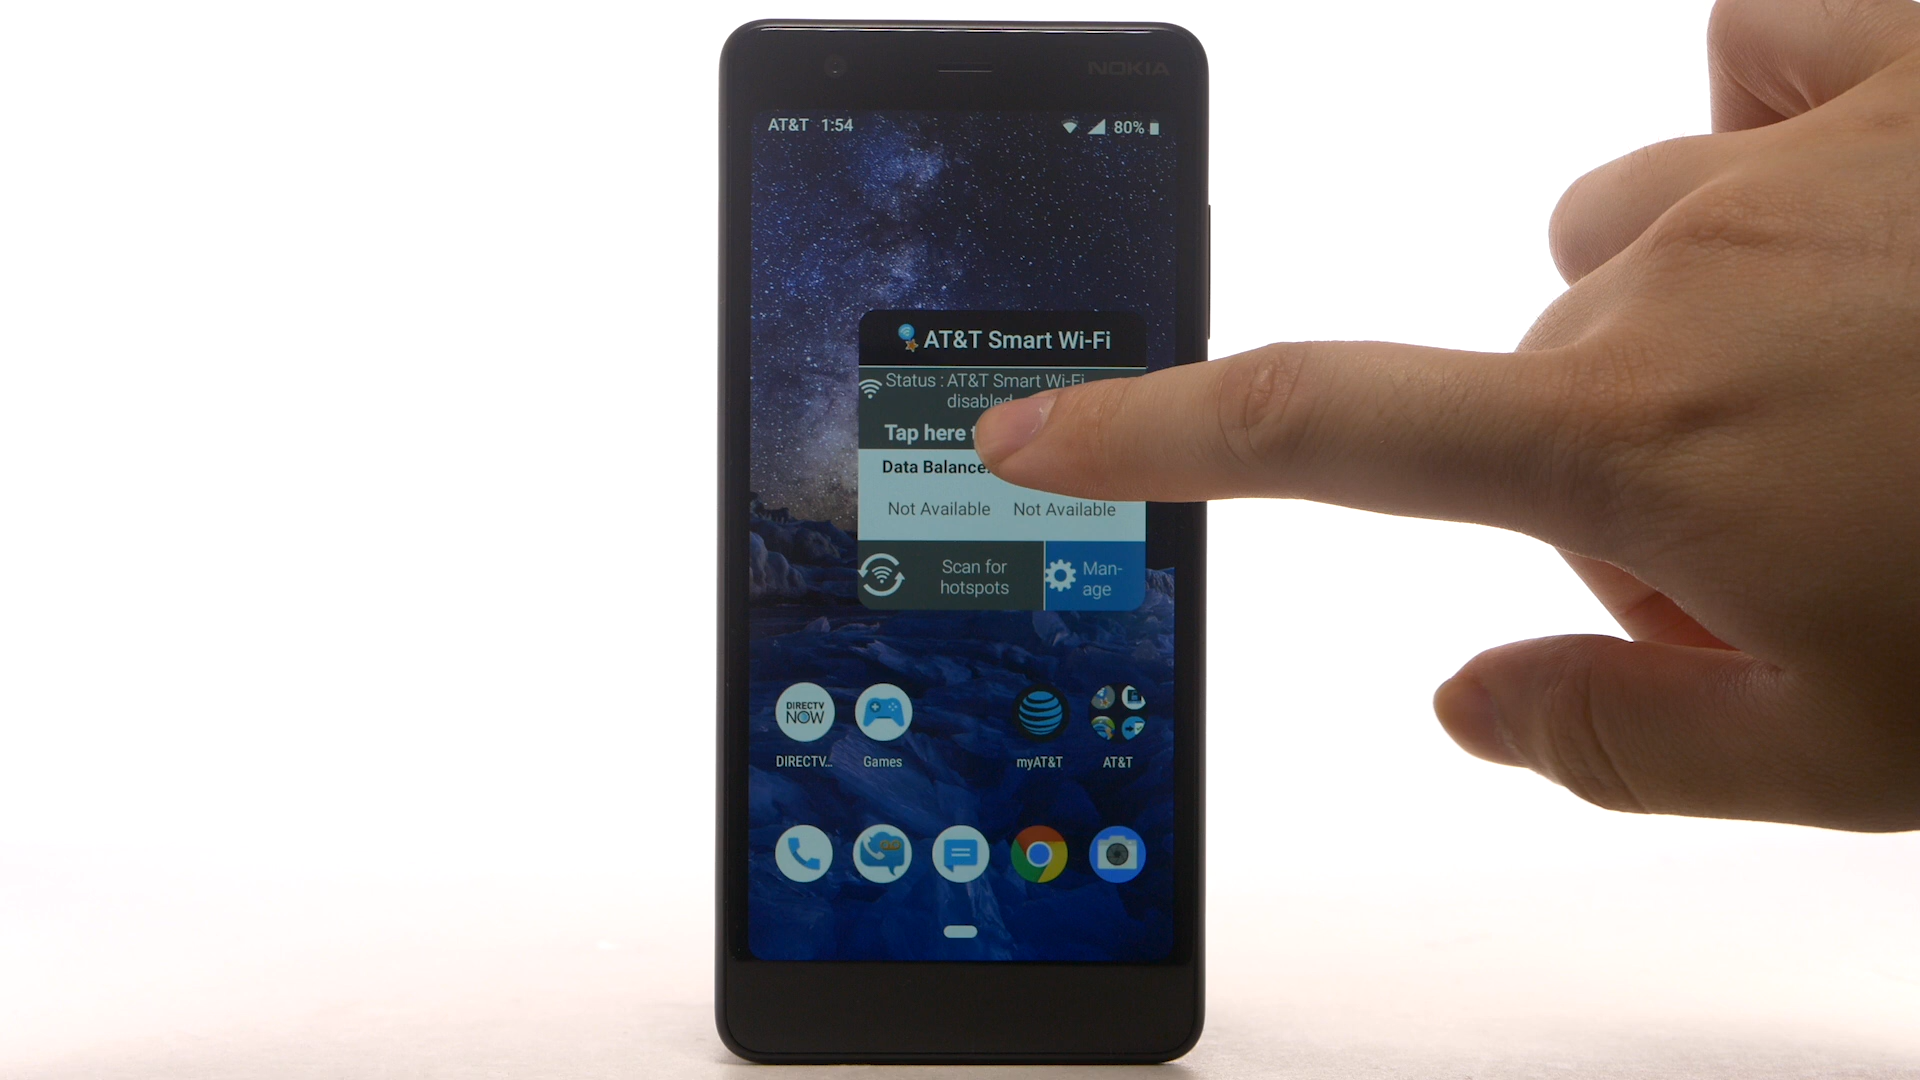 NOKIA
AT&T 1:54 80%
AT&T Smart Wi-Fi
Status : AT&T Smart Wi-Fi
disabled
Tap here
Data Balance:
Not Available Not Available
Scan for
hotspots
Man-
age
DIRECTV
NOW
DIRECTV... Games myAT&T AT&T